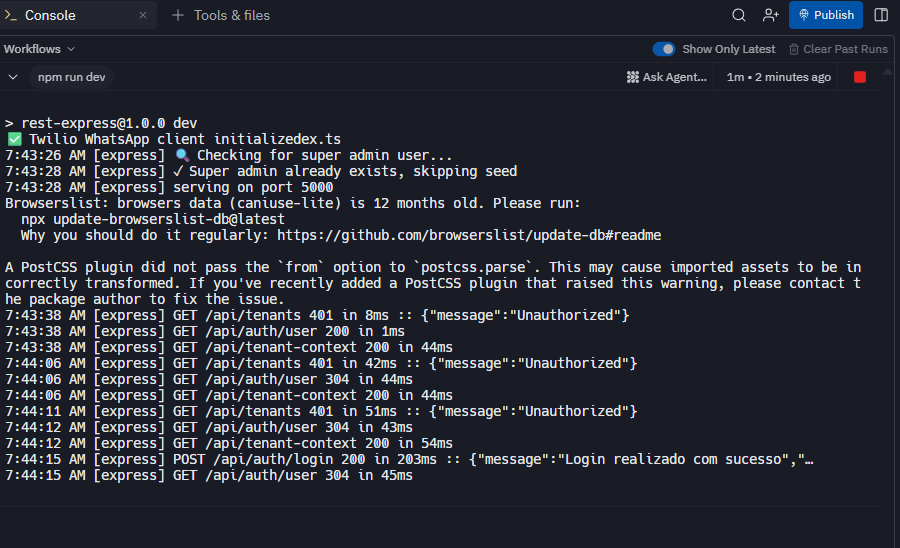 Console
Tools & files
Publish
Workflows
Show Only Latest
Clear Past Runs
npm run dev
Ask Agent...
1m • 2 minutes ago
> rest-express@1.0.0 dev
✅ Twilio WhatsApp client initializedex.ts
7:43:26 AM [express] 🔍 Checking for super admin user...
7:43:28 AM [express] ✓ Super admin already exists, skipping seed
7:43:28 AM [express] serving on port 5000
Browserslist: browsers data (caniuse-lite) is 12 months old. Please run:
  npx update-browserslist-db@latest
  Why you should do it regularly: https://github.com/browserslist/update-db#readme
A PostCSS plugin did not pass the `from` option to `postcss.parse`. This may cause imported assets to be in
correctly transformed. If you've recently added a PostCSS plugin that raised this warning, please contact t
he package author to fix the issue.
7:43:38 AM [express] GET /api/tenants 401 in 8ms :: {"message":"Unauthorized"}
7:43:38 AM [express] GET /api/auth/user 200 in 1ms
7:43:38 AM [express] GET /api/tenant-context 200 in 44ms
7:44:06 AM [express] GET /api/tenants 401 in 42ms :: {"message":"Unauthorized"}
7:44:06 AM [express] GET /api/auth/user 304 in 44ms
7:44:06 AM [express] GET /api/tenant-context 200 in 44ms
7:44:11 AM [express] GET /api/tenants 401 in 51ms :: {"message":"Unauthorized"}
7:44:12 AM [express] GET /api/auth/user 304 in 43ms
7:44:12 AM [express] GET /api/tenant-context 200 in 54ms
7:44:15 AM [express] POST /api/auth/login 200 in 203ms :: {"message":"Login realizado com sucesso","…
7:44:15 AM [express] GET /api/auth/user 304 in 45ms